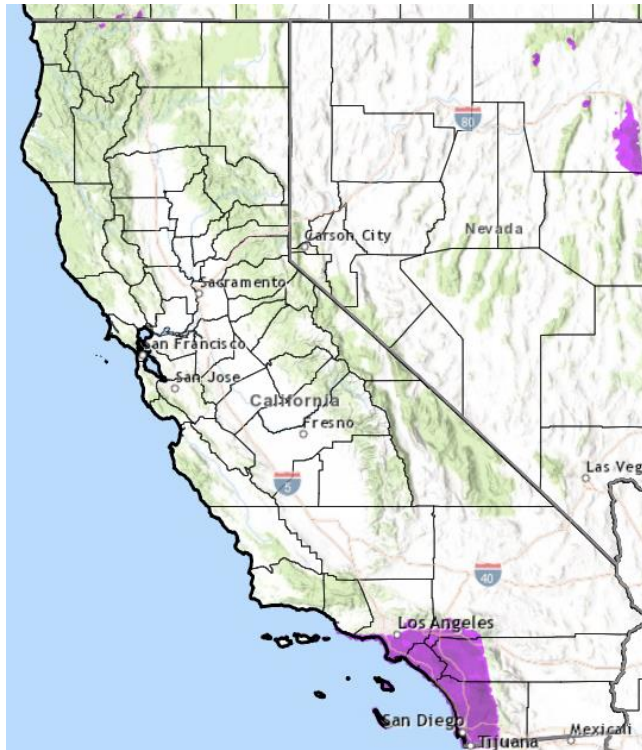 80
Carson City
Nevada
Sacramento
San Francisco
San Jose
California
Fresno
Las Veg
5
40
Los Angeles
San Diego
Tijuana
Mexicali